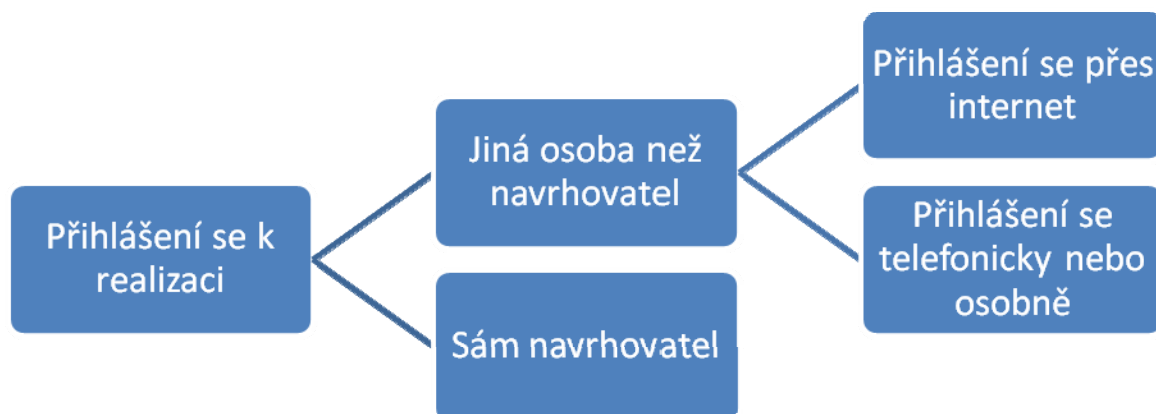 Přihlášení se k
realizaci
Jiná osoba než
navrhovatel
Sám navrhovatel
Přihlášení se přes
internet
Přihlášení se
telefonicky nebo
osobně